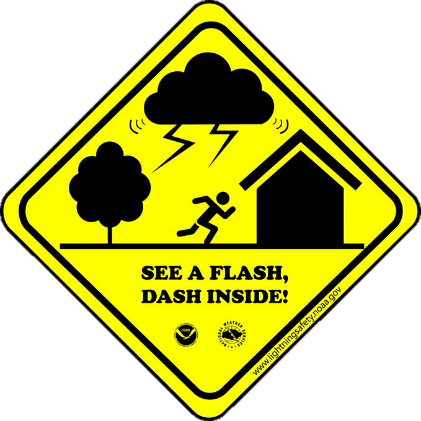 SEE A FLASH,
DASH INSIDE!
www.lightningsafety.noaa.gov